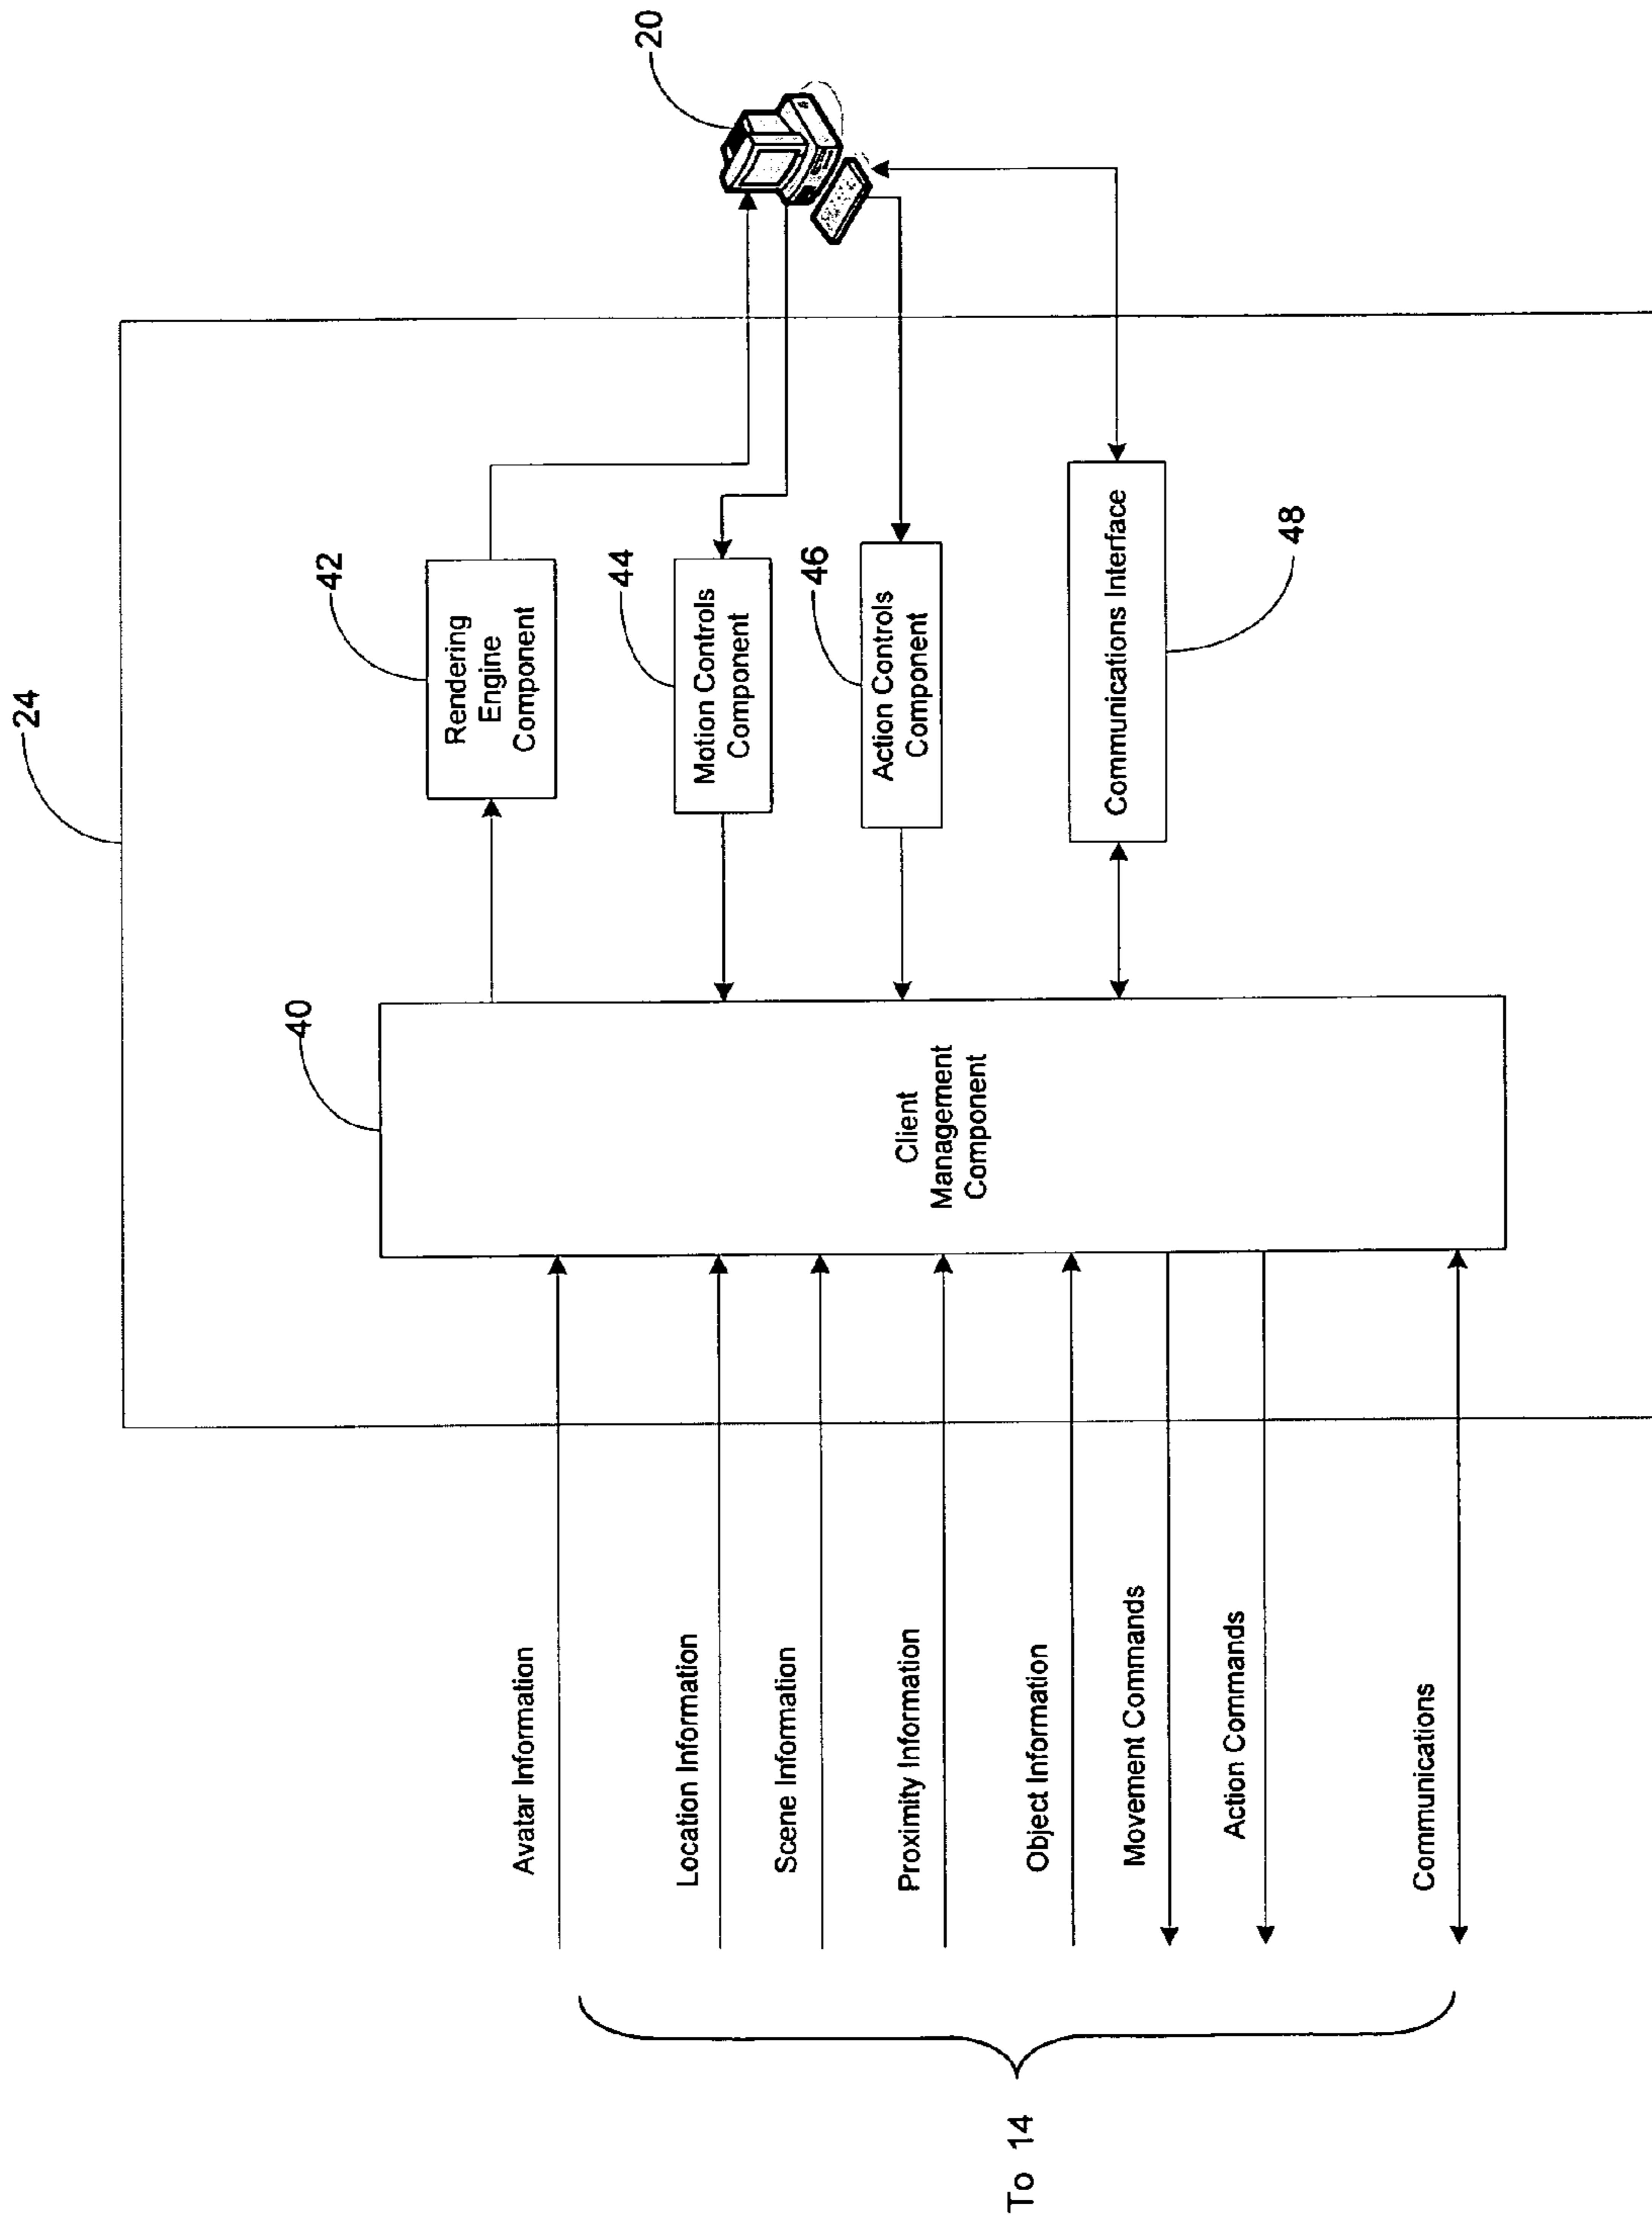 24
20
40
42
Rendering
Engine
Component
44
Motion Controls
Component
46
Action Controls
Component
Communications Interface
48
Client
Management
Component
Avatar Information
Location Information
Scene Information
Proximity Information
Object Information
Movement Commands
Action Commands
Communications
To 14